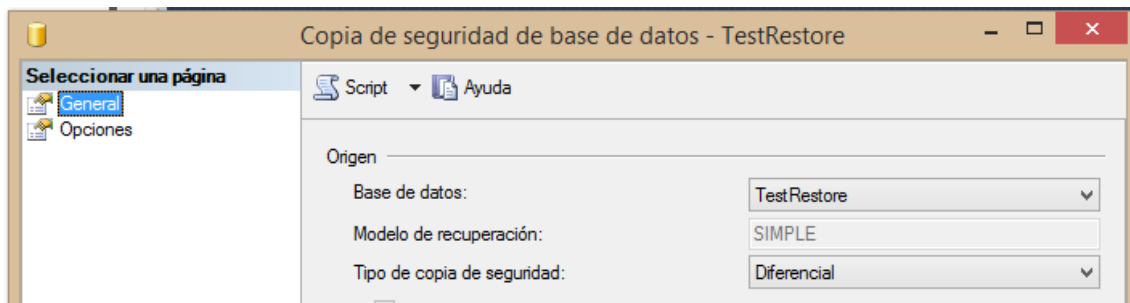 Copia de seguridad de base de datos - TestRestore
Seleccionar una página
General
Opciones
Script Ayuda
Origen
Base de datos: TestRestore
Modelo de recuperación: SIMPLE
Tipo de copia de seguridad: Diferencial